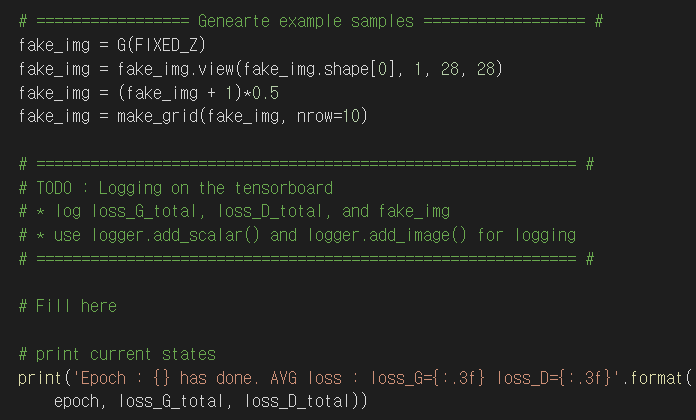 # ================= Genearte example samples ================== #
fake_img = G(FIXED_Z)
fake_img = fake_img.view(fake_img.shape[0], 1, 28, 28)
fake_img = (fake_img + 1)*0.5
fake_img = make_grid(fake_img, nrow=10)
# ============================================================ #
# TODO : Logging on the tensorboard
# * log loss_G_total, loss_D_total, and fake_img
# * use logger.add_scalar() and logger.add_image() for logging
# ============================================================ #
# Fill here
# print current states
print('Epoch : {} has done. AVG loss : loss_G={:.3f} loss_D={:.3f}'.format(
    epoch, loss_G_total, loss_D_total))